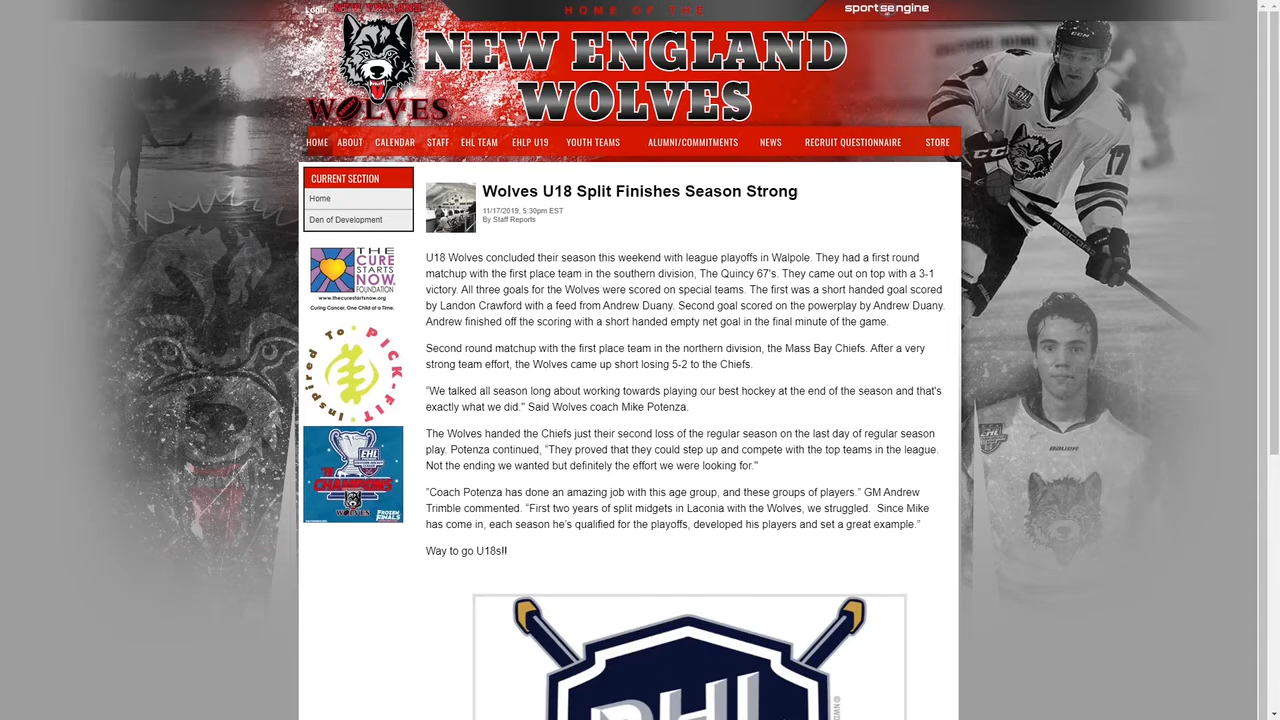 Login
HOME OF THE
sportsengine
NEW ENGLAND
WOLVES
NEW ENGLAND
WOLVES
HOME ABOUT CALENDAR STAFF EHL TEAM EHLP U19 YOUTH TEAMS ALUMNI/COMMITMENTS NEWS RECRUIT QUESTIONNAIRE STORE
CURRENT SECTION
Home
Den of Development
THE
CURE
STARTS
NOW
FOUNDATION
www.thecurestartsnow.org
Curing Cancer, One Child at a Time.
Inspired To PICK-FIT
EHL
CHAMPIONS
WOLVES
FROZEN
FINALS
Wolves U18 Split Finishes Season Strong
11/17/2019, 5:30pm EST
By Staff Reports
U18 Wolves concluded their season this weekend with league playoffs in Walpole. They had a first round
matchup with the first place team in the southern division, The Quincy 67's. They came out on top with a 3-1
victory. All three goals for the Wolves were scored on special teams. The first was a short handed goal scored
by Landon Crawford with a feed from Andrew Duany. Second goal scored on the powerplay by Andrew Duany.
Andrew finished off the scoring with a short handed empty net goal in the final minute of the game.
Second round matchup with the first place team in the northern division, the Mass Bay Chiefs. After a very
strong team effort, the Wolves came up short losing 5-2 to the Chiefs.
“We talked all season long about working towards playing our best hockey at the end of the season and that's
exactly what we did." Said Wolves coach Mike Potenza.
The Wolves handed the Chiefs just their second loss of the regular season on the last day of regular season
play. Potenza continued, “They proved that they could step up and compete with the top teams in the league.
Not the ending we wanted but definitely the effort we were looking for."
"Coach Potenza has done an amazing job with this age group, and these groups of players.” GM Andrew
Trimble commented. “First two years of split midgets in Laconia with the Wolves, we struggled.  Since Mike
has come in, each season he’s qualified for the playoffs, developed his players and set a great example.”
Way to go U18s!!
CCM
17
EHL
BAUER